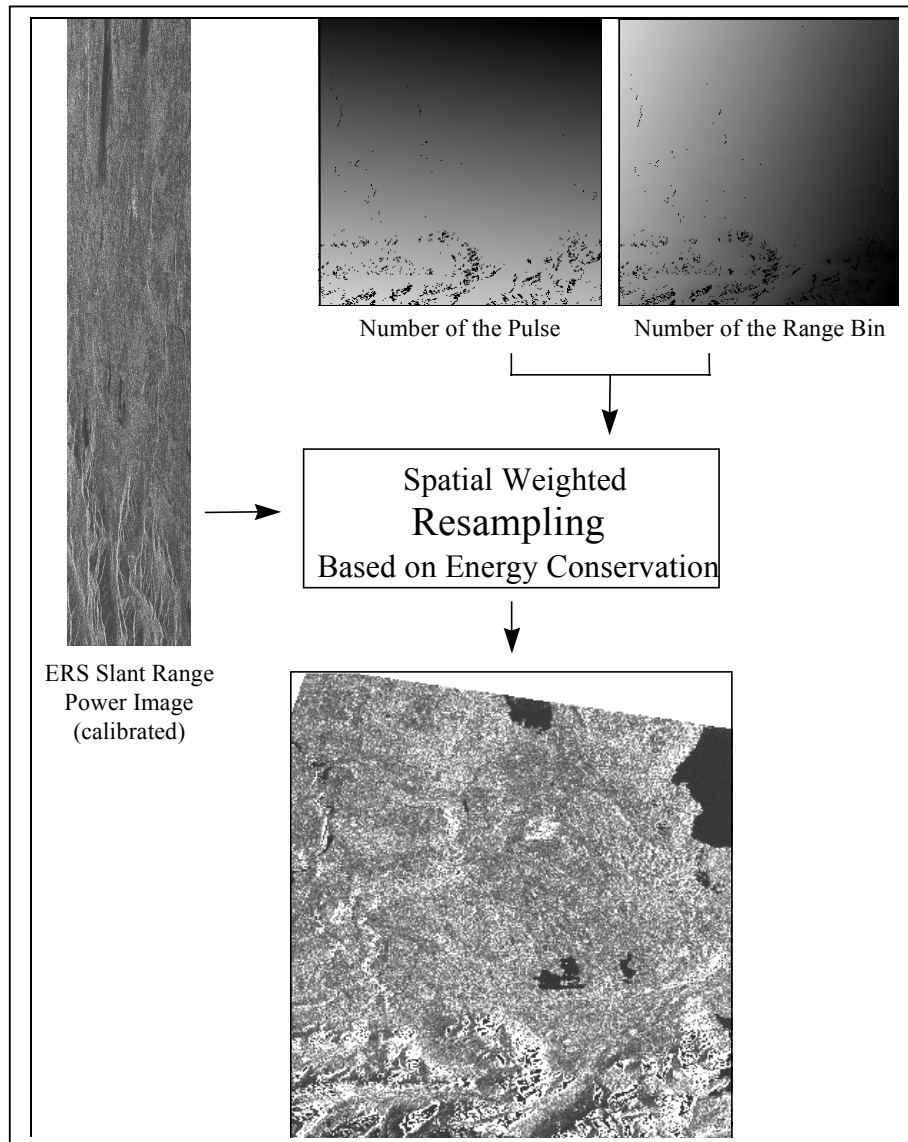 Number of the Pulse
Number of the Range Bin
Spatial Weighted
Resampling
Based on Energy Conservation
ERS Slant Range
Power Image
(calibrated)